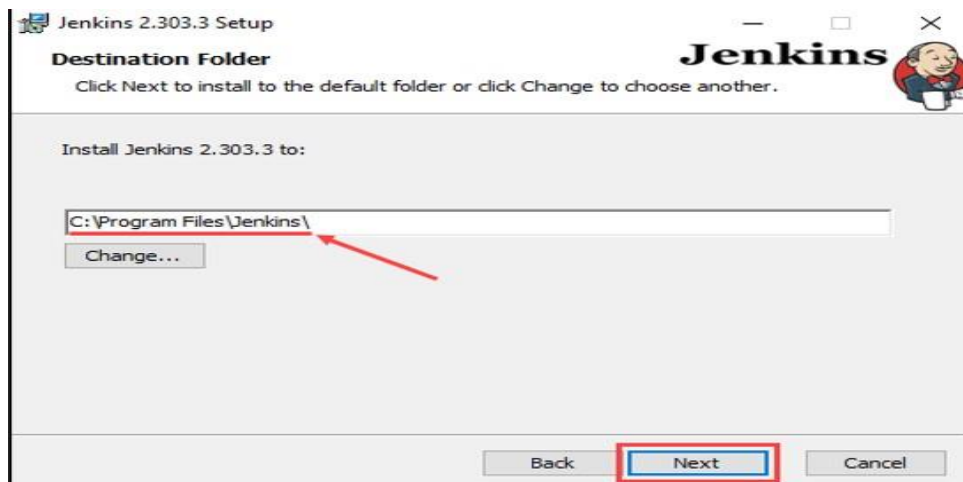 Jenkins 2.303.3 Setup
Destination Folder
Jenkins
Click Next to install to the default folder or click Change to choose another.
Install Jenkins 2.303.3 to:
C:\Program Files\Jenkins\
Change...
Back
Next
Cancel